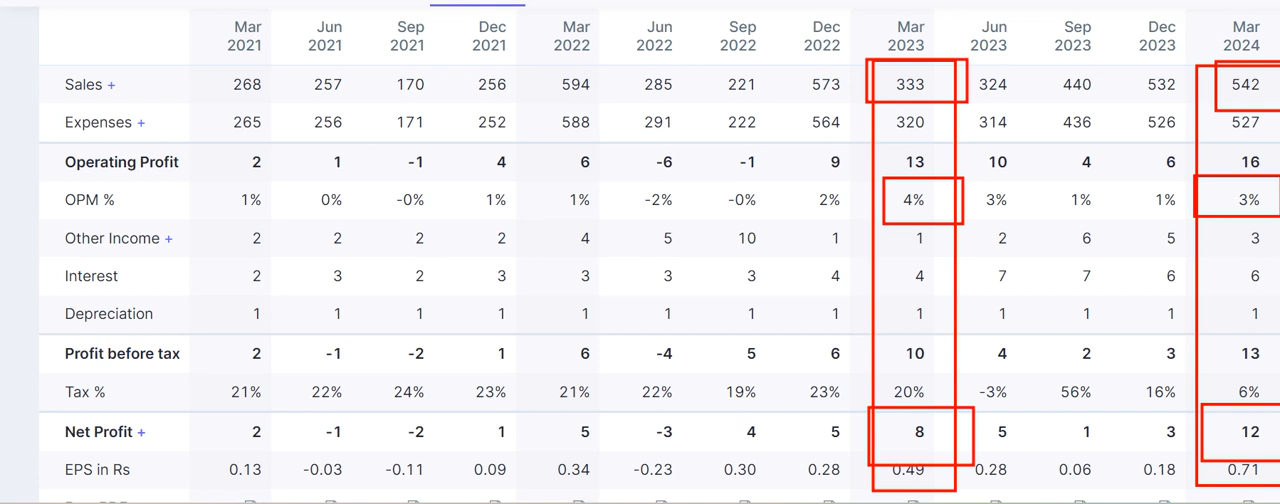 Mar 2021 Jun 2021 Sep 2021 Dec 2021 Mar 2022 Jun 2022 Sep 2022 Dec 2022 Mar 2023 Jun 2023 Sep 2023 Dec 2023 Mar 2024
Sales + 268 257 170 256 594 285 221 573 333 324 440 532 542
Expenses + 265 256 171 252 588 291 222 564 320 314 436 526 527
Operating Profit 2 1 -1 4 6 -6 -1 9 13 10 4 6 16
OPM % 1% 0% -0% 1% 1% -2% -0% 2% 4% 3% 1% 1% 3%
Other Income + 2 2 2 2 4 5 10 1 1 2 6 5 3
Interest 2 3 2 3 3 3 3 4 4 7 7 6 6
Depreciation 1 1 1 1 1 1 1 1 1 1 1 1 1
Profit before tax 2 -1 -2 1 6 -4 5 6 10 4 2 3 13
Tax % 21% 22% 24% 23% 21% 22% 19% 23% 20% -3% 56% 16% 6%
Net Profit + 2 -1 -2 1 5 -3 4 5 8 5 1 3 12
EPS in Rs 0.13 -0.03 -0.11 0.09 0.34 -0.23 0.30 0.28 0.49 0.28 0.06 0.18 0.71